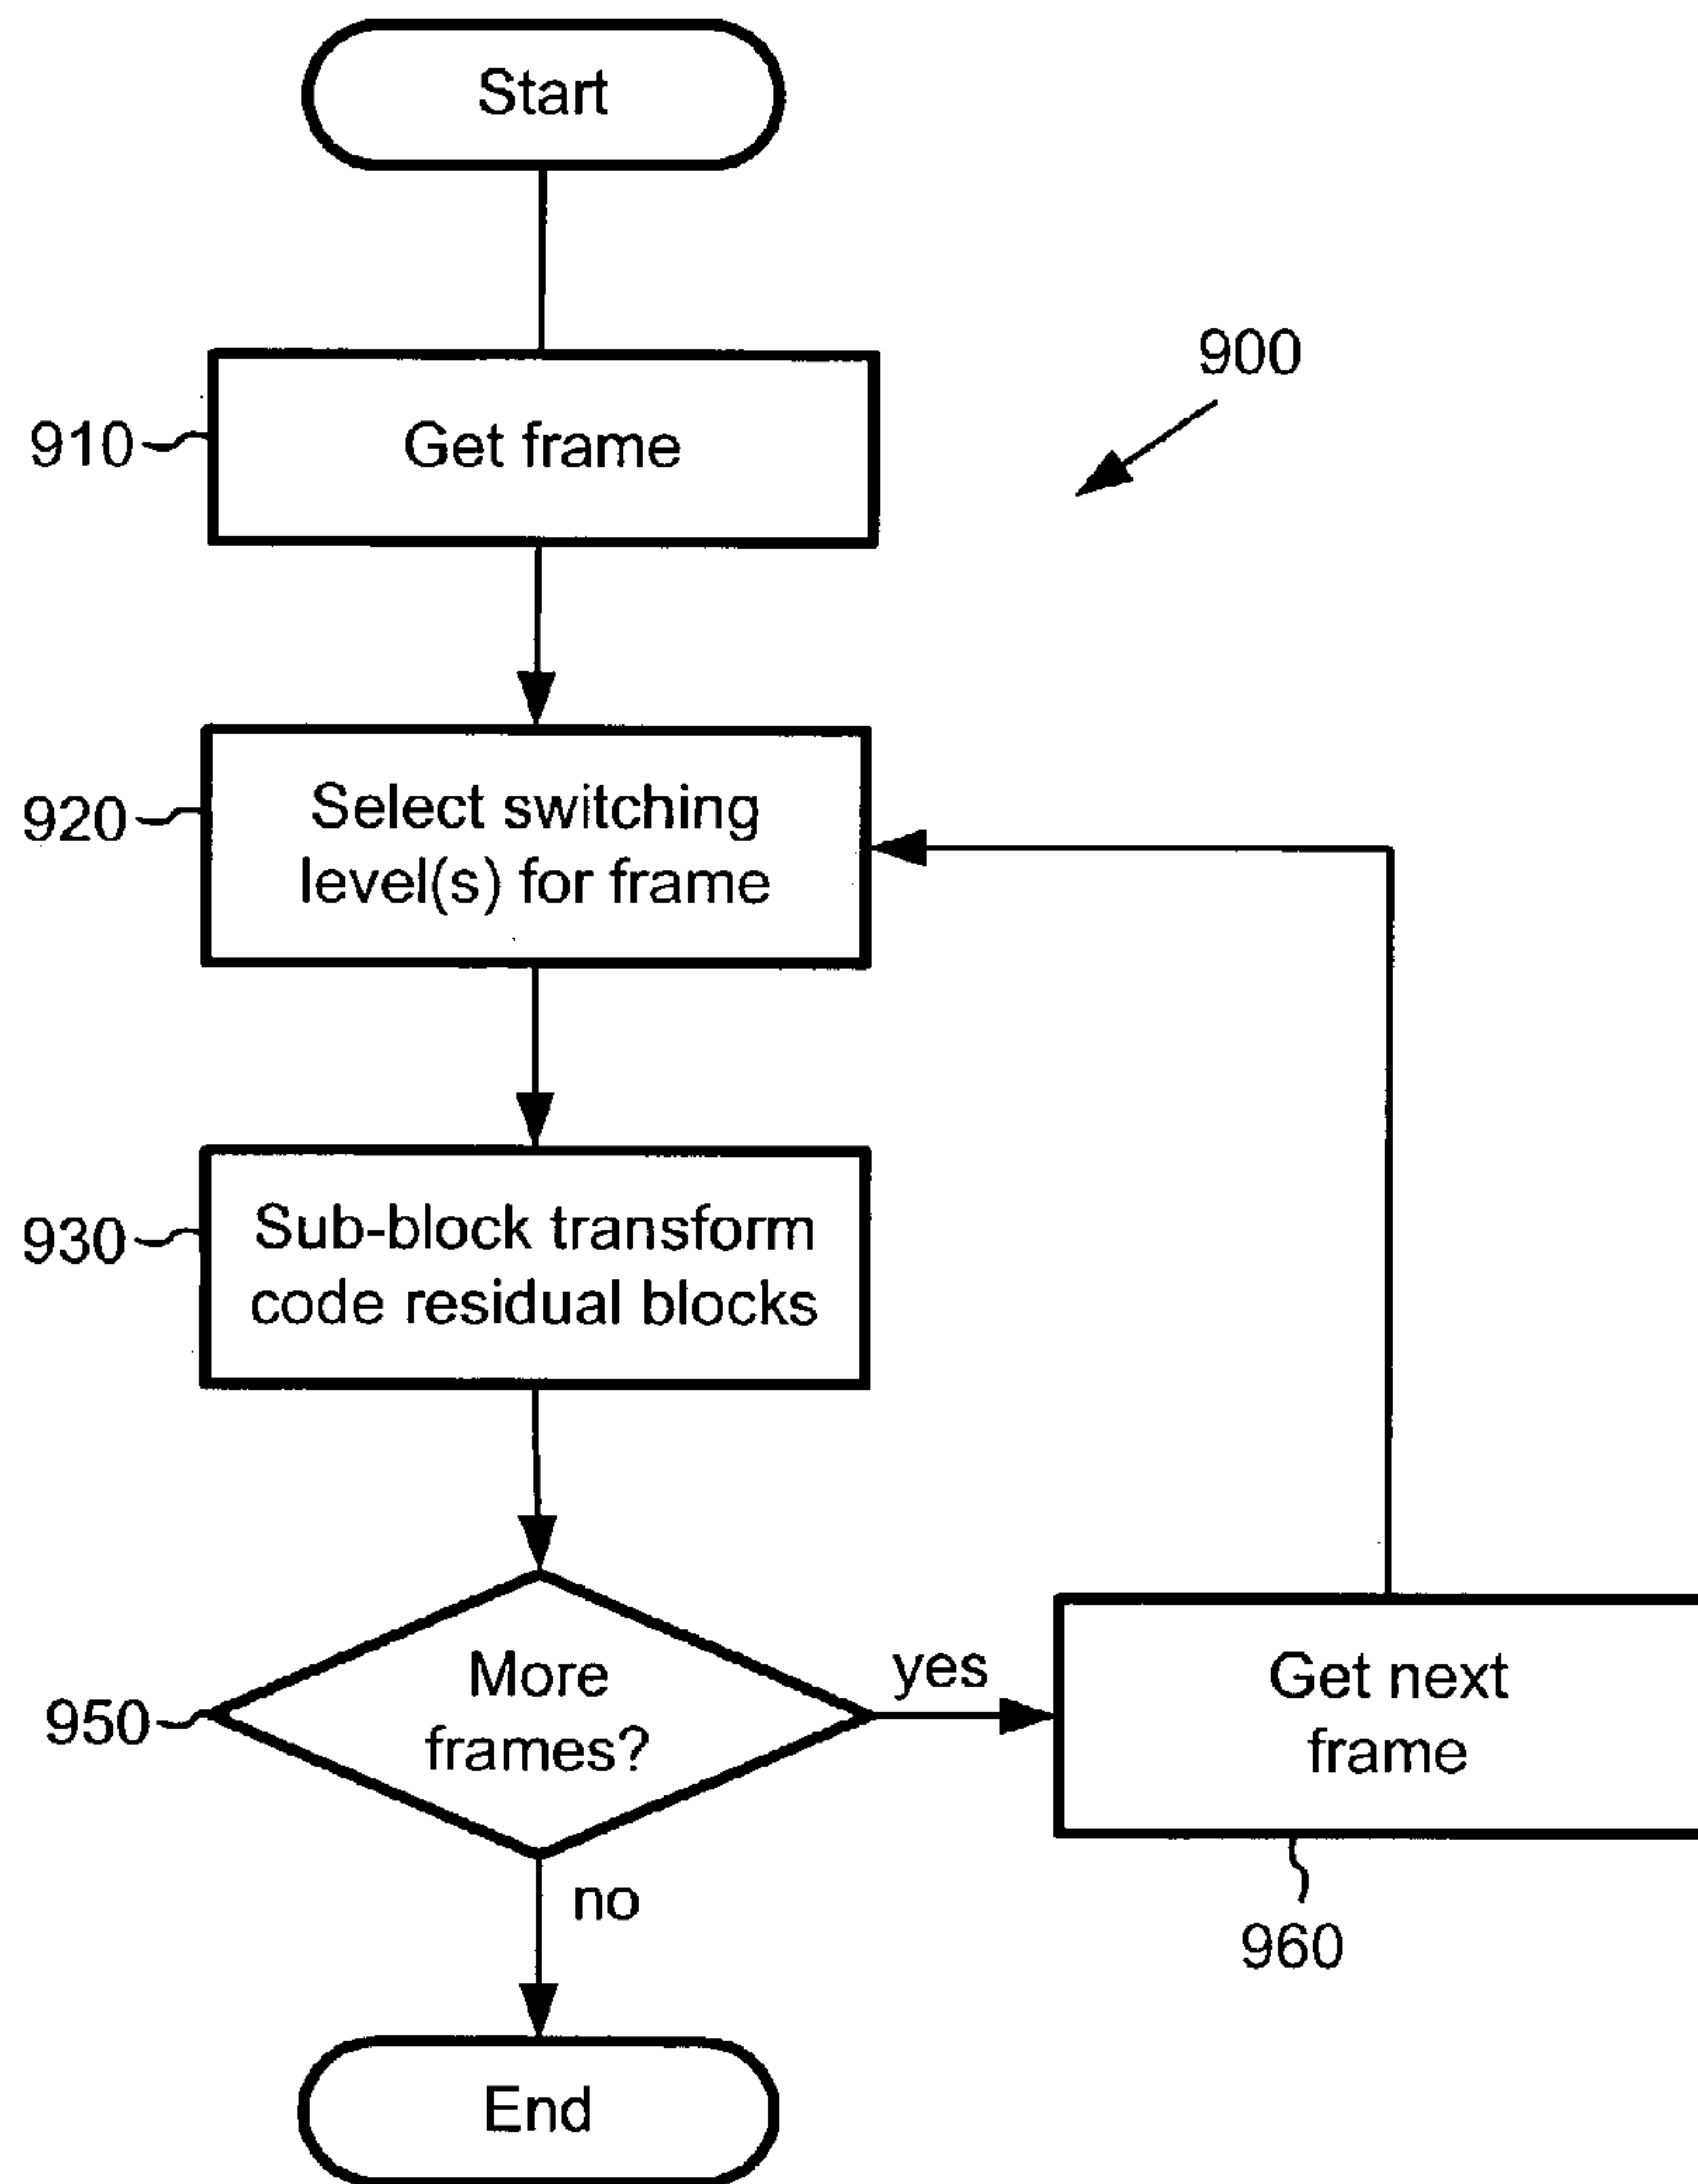 Start
900
910
Get frame
920
Select switching
level(s) for frame
930
Sub-block transform
code residual blocks
950
More
frames?
yes
Get next
frame
960
no
End